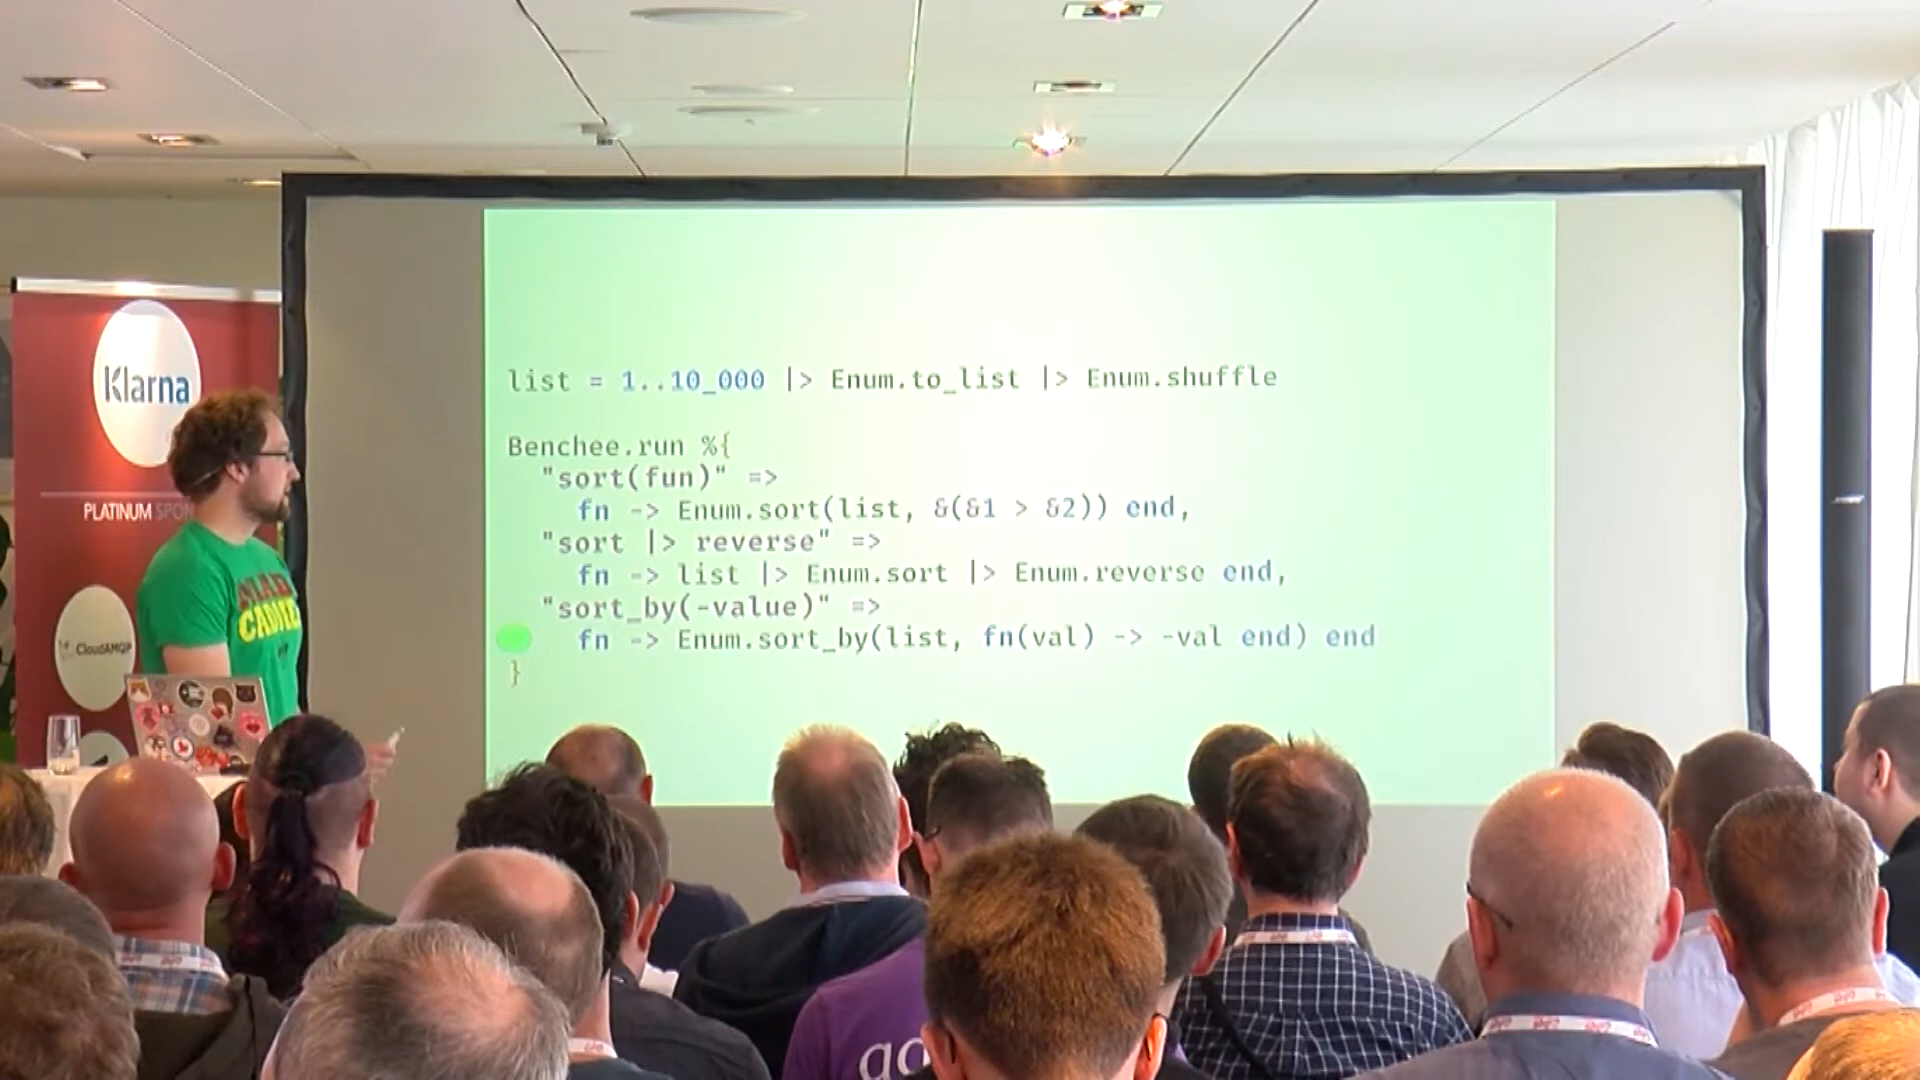 list = 1..10_000 |> Enum.to_list |> Enum.shuffle
Benchee.run %{
"sort(fun)" =>
fn -> Enum.sort(list, &(&1 > &2)) end,
"sort |> reverse" =>
fn -> list |> Enum.sort |> Enum.reverse end,
"sort_by(-value)" =>
fn -> Enum.sort_by(list, fn(val) -> -val end) end
}
Klarna
PLATINUM SPON
CloudAMQP
go